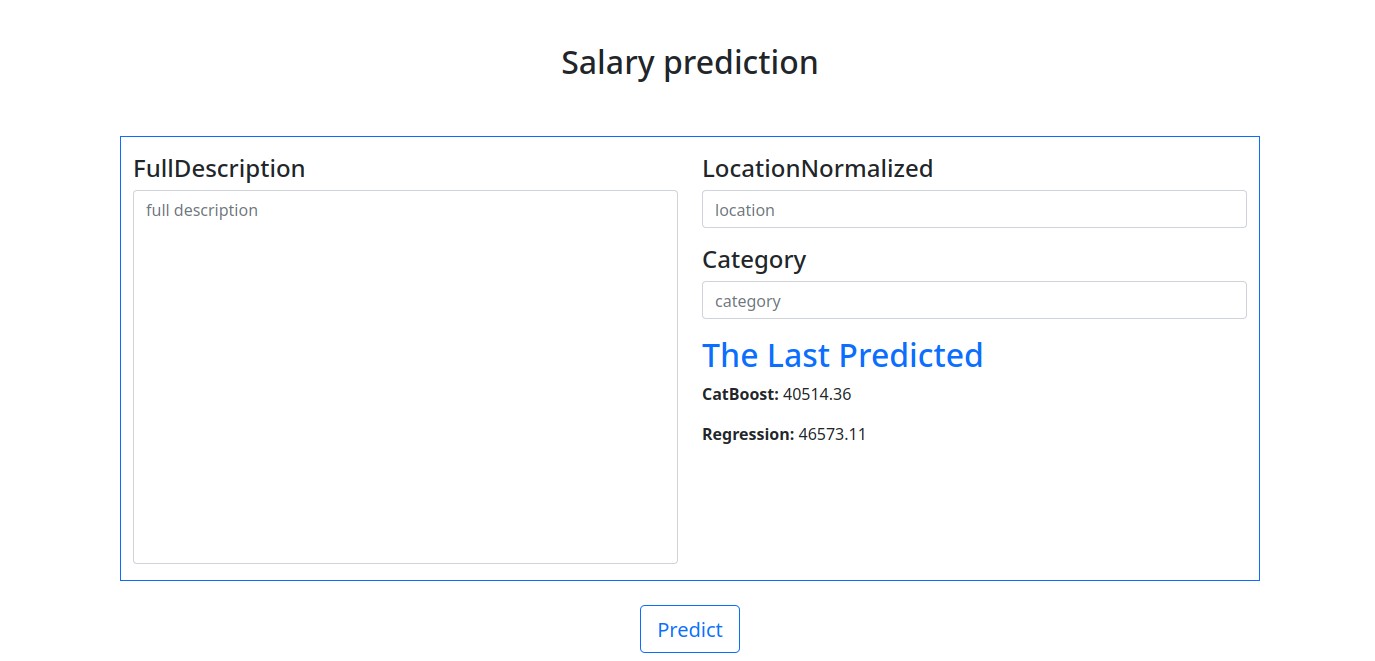 Salary prediction
FullDescription
full description
LocationNormalized
location
Category
category
The Last Predicted
CatBoost: 40514.36
Regression: 46573.11
Predict